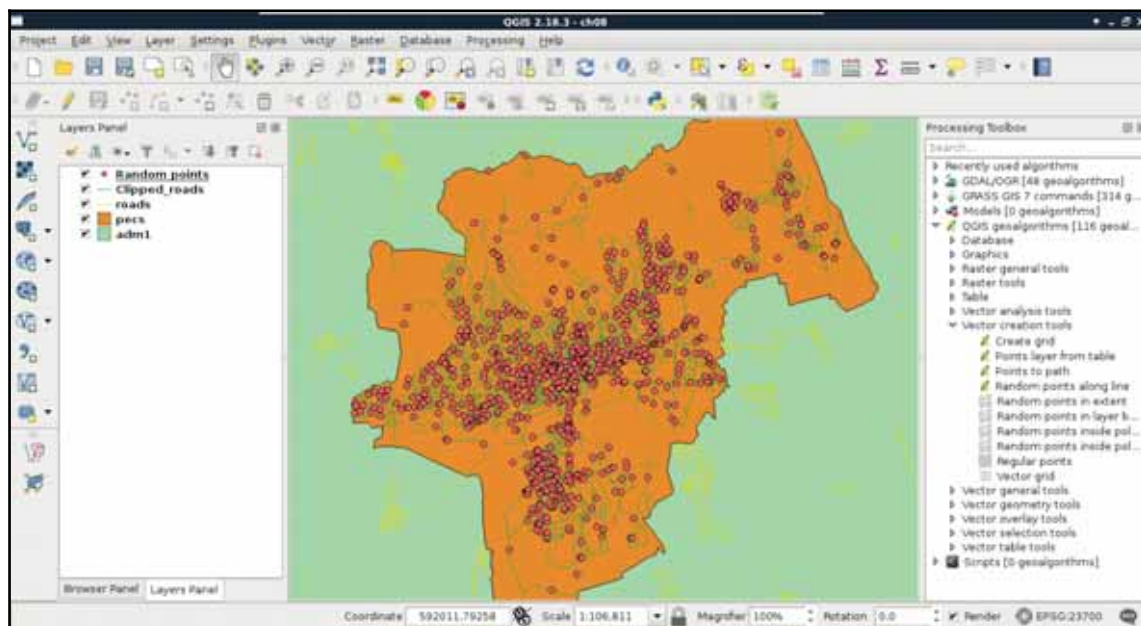 QGIS 2.18.3 - ch08
Project Edit View Layer Settings Plugins Vector Raster Database Processing Help
Layers Panel
Random_points
Clipped_roads
roads
pecs
adm1
Browser Panel Layers Panel
Processing Toolbox
Search...
Recently used algorithms
GDAL/OGR [48 geoalgorithms]
GRASS GIS 7 commands [314 g...
Models [0 geoalgorithms]
QGIS geoalgorithms [116 geoal...
Database
Graphics
Raster general tools
Raster tools
Table
Vector analysis tools
Vector creation tools
Create grid
Points layer from table
Points to path
Random points along line
Random points in extent
Random points in layer b...
Random points inside pol...
Random points inside pol...
Regular points
Vector grid
Vector general tools
Vector geometry tools
Vector overlay tools
Vector selection tools
Vector table tools
Scripts [0 geoalgorithms]
Coordinate 592011,79258 Scale 1:106,811 Magnifier 100% Rotation 0.0 Render EPSG:23700